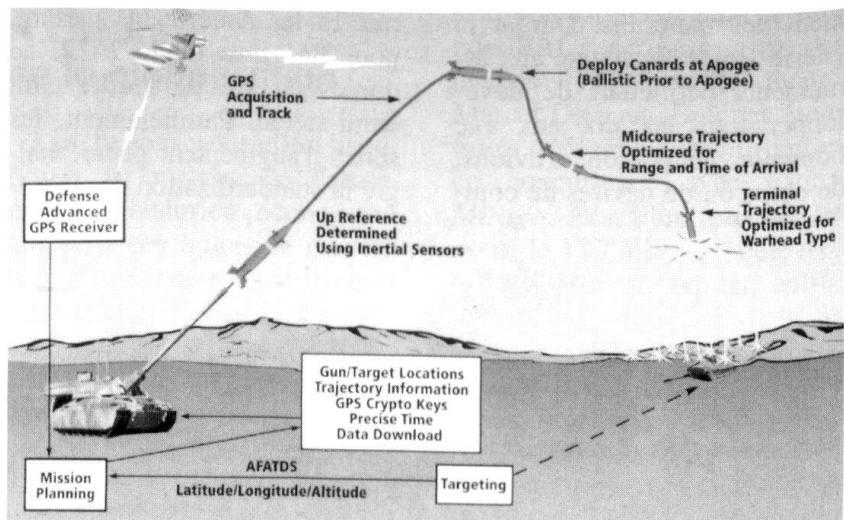 GPS
Acquisition
and Track
Deploy Canards at Apogee
(Ballistic Prior to Apogee)
Midcourse Trajectory
Optimized for
Range and Time of Arrival
Defense
Advanced
GPS Receiver
Up Reference
Determined
Using Inertial Sensors
Terminal
Trajectory
Optimized for
Warhead Type
Gun/Target Locations
Trajectory Information
GPS Crypto Keys
Precise Time
Data Download
Mission
Planning
AFATDS
Latitude/Longitude/Altitude
Targeting